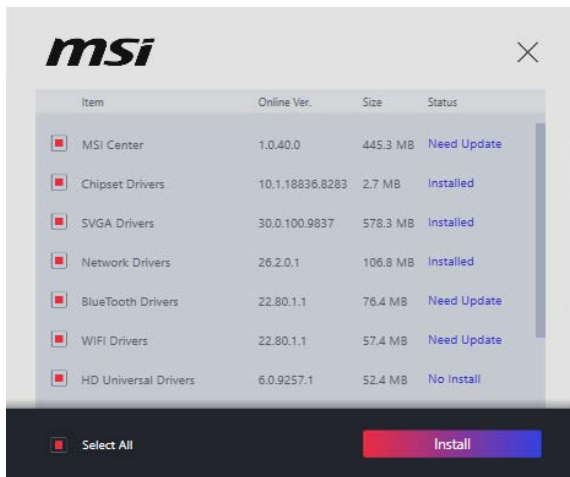 msi
Item Online Ver. Size Status
MSI Center 1.0.40.0 445.3 MB Need Update
Chipset Drivers 10.1.18836.8283 2.7 MB Installed
SVGA Drivers 30.0.100.9837 578.3 MB Installed
Network Drivers 26.2.0.1 106.8 MB Installed
BlueTooth Drivers 22.80.1.1 76.4 MB Need Update
WIFI Drivers 22.80.1.1 57.4 MB Need Update
HD Universal Drivers 6.0.9257.1 52.4 MB No Install
Select All Install